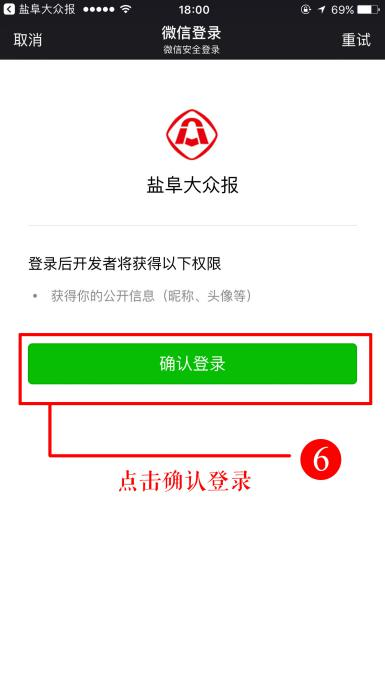 盐阜大众报 18:00 69%
取消 微信登录 重试
微信安全登录
盐阜大众报
登录后开发者将获得以下权限
• 获得你的公开信息（昵称、头像等）
确认登录
6
点击确认登录